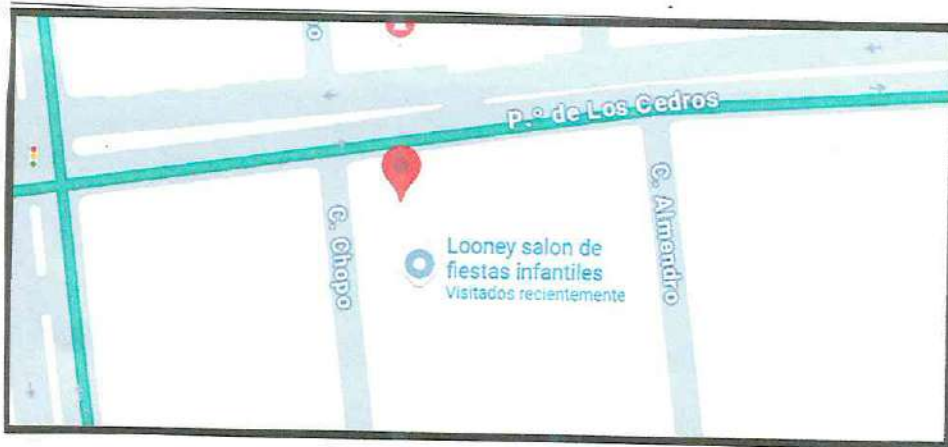 P.º de Los Cedros
C. Chopo
C. Almendro
Looney salon de
fiestas infantiles
Visitados recientemente